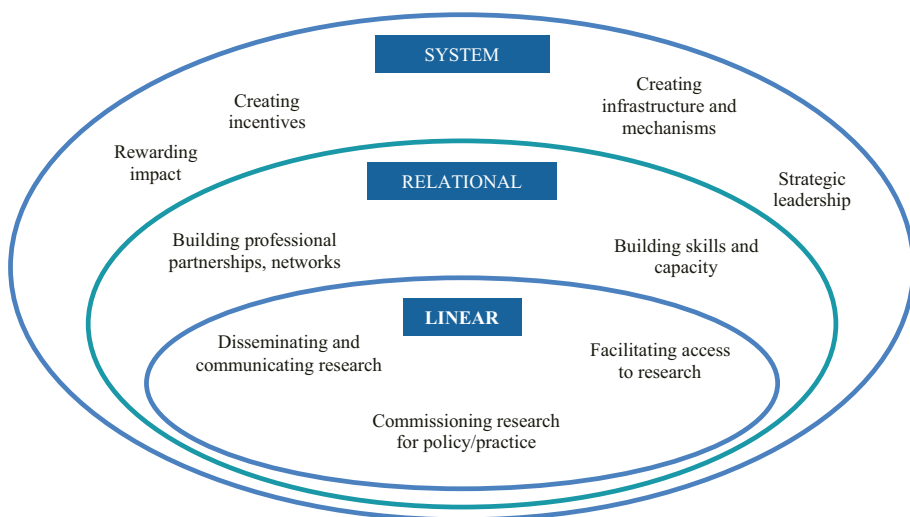 SYSTEM
Creating
incentives
Creating
infrastructure and
mechanisms
Rewarding
impact
Strategic
leadership
RELATIONAL
Building professional
partnerships, networks
Building skills and
capacity
LINEAR
Disseminating and
communicating research
Facilitating access
to research
Commissioning research
for policy/practice